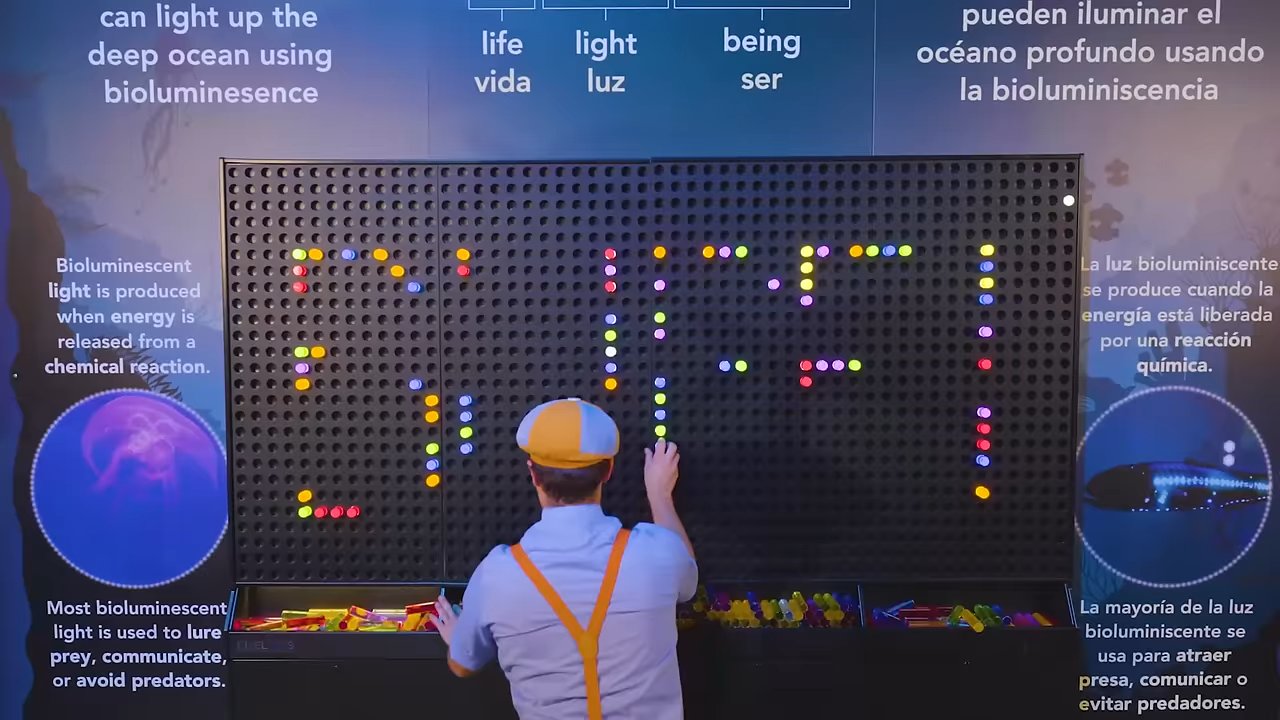 can light up the
deep ocean using
bioluminesence
life
vida
light
luz
being
ser
pueden iluminar el
océano profundo usando
la bioluminiscencia
Bioluminescent
light is produced
when energy is
released from a
chemical reaction.
Most bioluminescent
light is used to lure
prey, communicate,
or avoid predators.
La luz bioluminiscente
se produce cuando la
energía está liberada
por una reacción
química.
La mayoría de la luz
bioluminiscente se
usa para atraer
presa, comunicar o
evitar predadores.